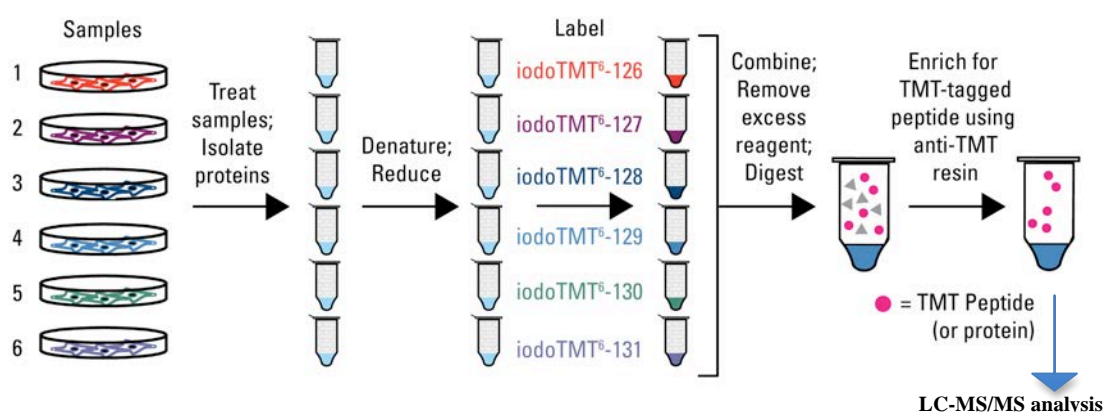 Samples
1
2
3
4
5
6
Treat
samples;
Isolate
proteins
Denature;
Reduce
Label
iodoTMT⁶-126
iodoTMT⁶-127
iodoTMT⁶-128
iodoTMT⁶-129
iodoTMT⁶-130
iodoTMT⁶-131
Combine;
Remove
excess
reagent;
Digest
Enrich for
TMT-tagged
peptide using
anti-TMT
resin
= TMT Peptide
(or protein)
LC-MS/MS analysis